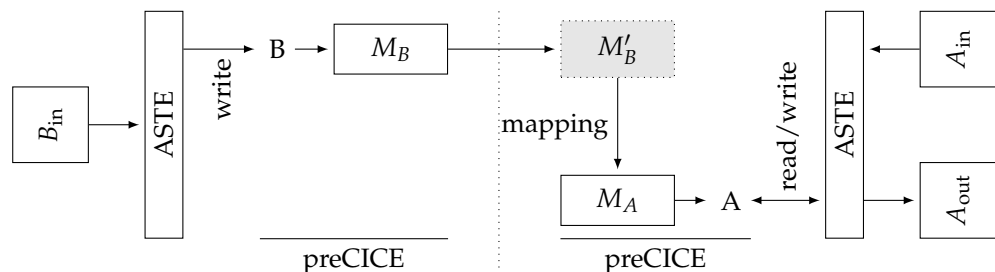 B_in
ASTE
write
B
M_B
M'_B
mapping
M_A
A
read/write
ASTE
A_in
A_out
preCICE
preCICE